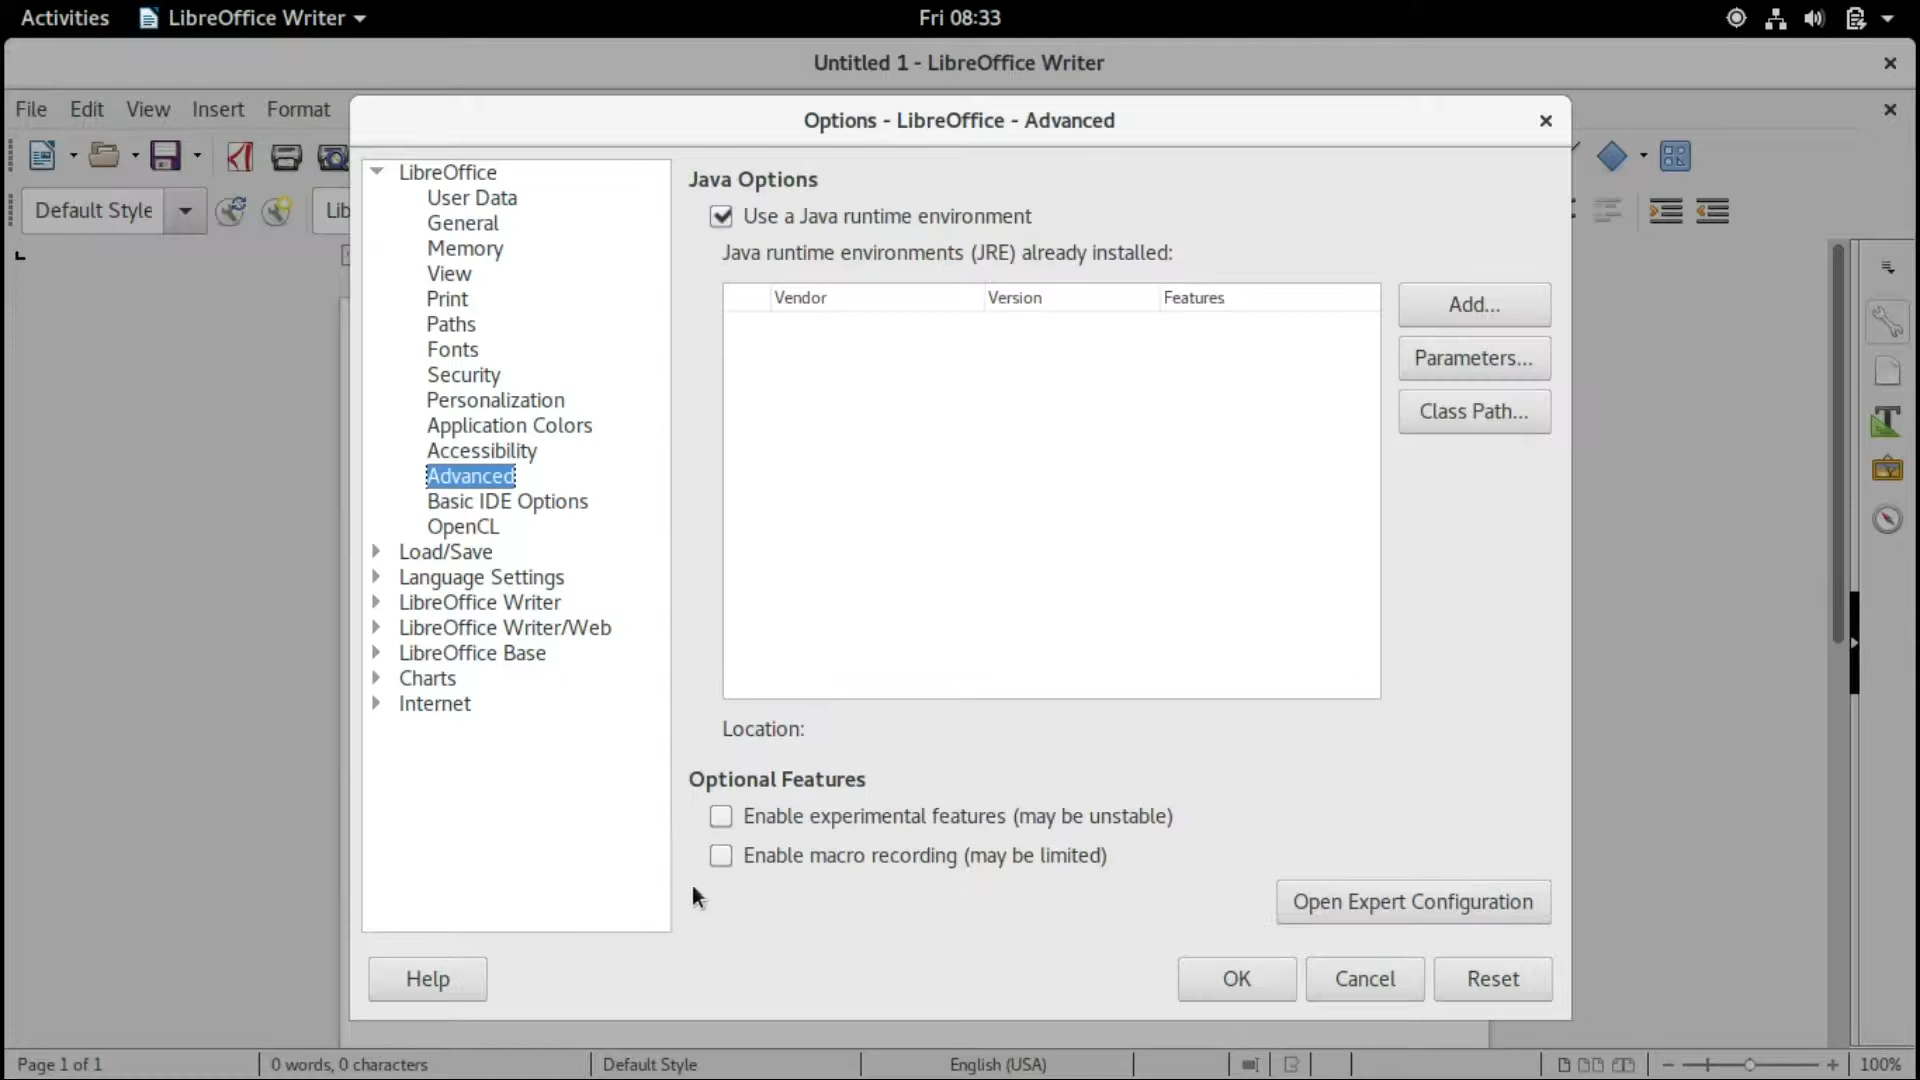 Activities LibreOffice Writer Fri 08:33
Untitled 1 - LibreOffice Writer
File Edit View Insert Format
Options - LibreOffice - Advanced
Default Style
Lib
LibreOffice
User Data
General
Memory
View
Print
Paths
Fonts
Security
Personalization
Application Colors
Accessibility
Advanced
Basic IDE Options
OpenCL
Load/Save
Language Settings
LibreOffice Writer
LibreOffice Writer/Web
LibreOffice Base
Charts
Internet
Java Options
Use a Java runtime environment
Java runtime environments (JRE) already installed:
Vendor Version Features
Add...
Parameters...
Class Path...
Location:
Optional Features
Enable experimental features (may be unstable)
Enable macro recording (may be limited)
Open Expert Configuration
Help OK Cancel Reset
Page 1 of 1 0 words, 0 characters Default Style English (USA) 100%